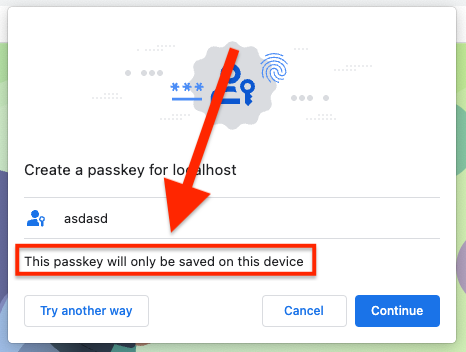 ***
Create a passkey for localhost
asdasd
This passkey will only be saved on this device
Try another way
Cancel
Continue